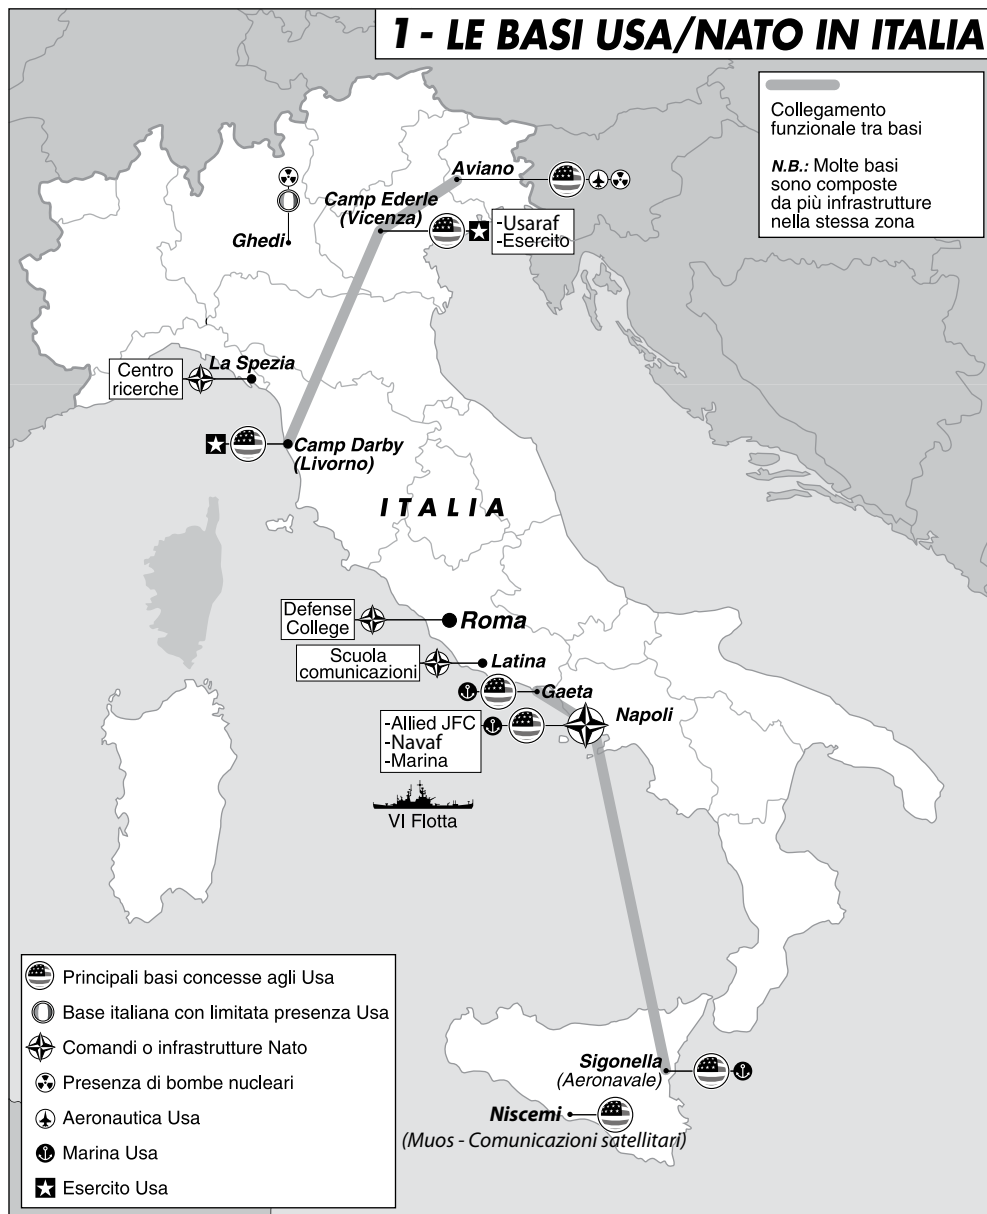 1 - LE BASI USA/NATO IN ITALIA
Collegamento
funzionale tra basi
N.B.: Molte basi
sono composte
da più infrastrutture
nella stessa zona
Aviano
Camp Ederle
(Vicenza)
-Usaraf
-Esercito
Ghedi
La Spezia
Centro
ricerche
Camp Darby
(Livorno)
ITALIA
Defense
College
Roma
Scuola
comunicazioni
Latina
Gaeta
-Allied JFC
-Navaf
-Marina
Napoli
VI Flotta
Principali basi concesse agli Usa
Base italiana con limitata presenza Usa
Comandi o infrastrutture Nato
Presenza di bombe nucleari
Aeronautica Usa
Marina Usa
Esercito Usa
Sigonella
(Aeronavale)
Niscemi
(Muos - Comunicazioni satellitari)